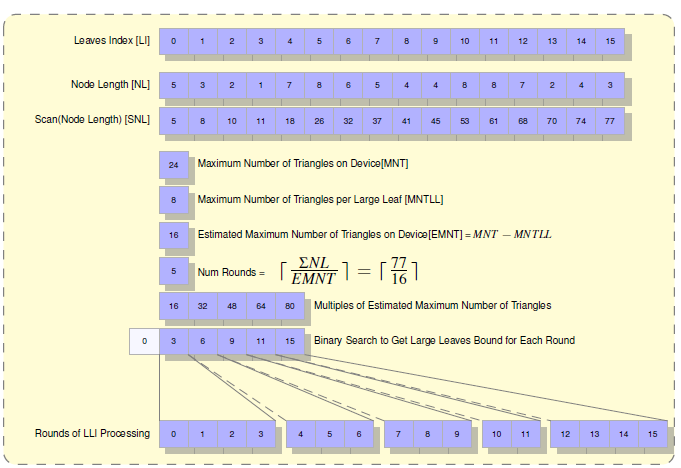 Leaves Index [LI] 0 1 2 3 4 5 6 7 8 9 10 11 12 13 14 15
Node Length [NL] 5 3 2 1 7 8 6 5 4 4 8 8 7 2 4 3
Scan(Node Length) [SNL] 5 8 10 11 18 26 32 37 41 45 53 61 68 70 74 77
24 Maximum Number of Triangles on Device[MNT]
8 Maximum Number of Triangles per Large Leaf [MNTLL]
16 Estimated Maximum Number of Triangles on Device[EMNT] = MNT − MNTLL
5 Num Rounds = ⌈ΣNL/EMNT⌉ = ⌈77/16⌉
16 32 48 64 80 Multiples of Estimated Maximum Number of Triangles
0 3 6 9 11 15 Binary Search to Get Large Leaves Bound for Each Round
Rounds of LLI Processing 0 1 2 3 4 5 6 7 8 9 10 11 12 13 14 15